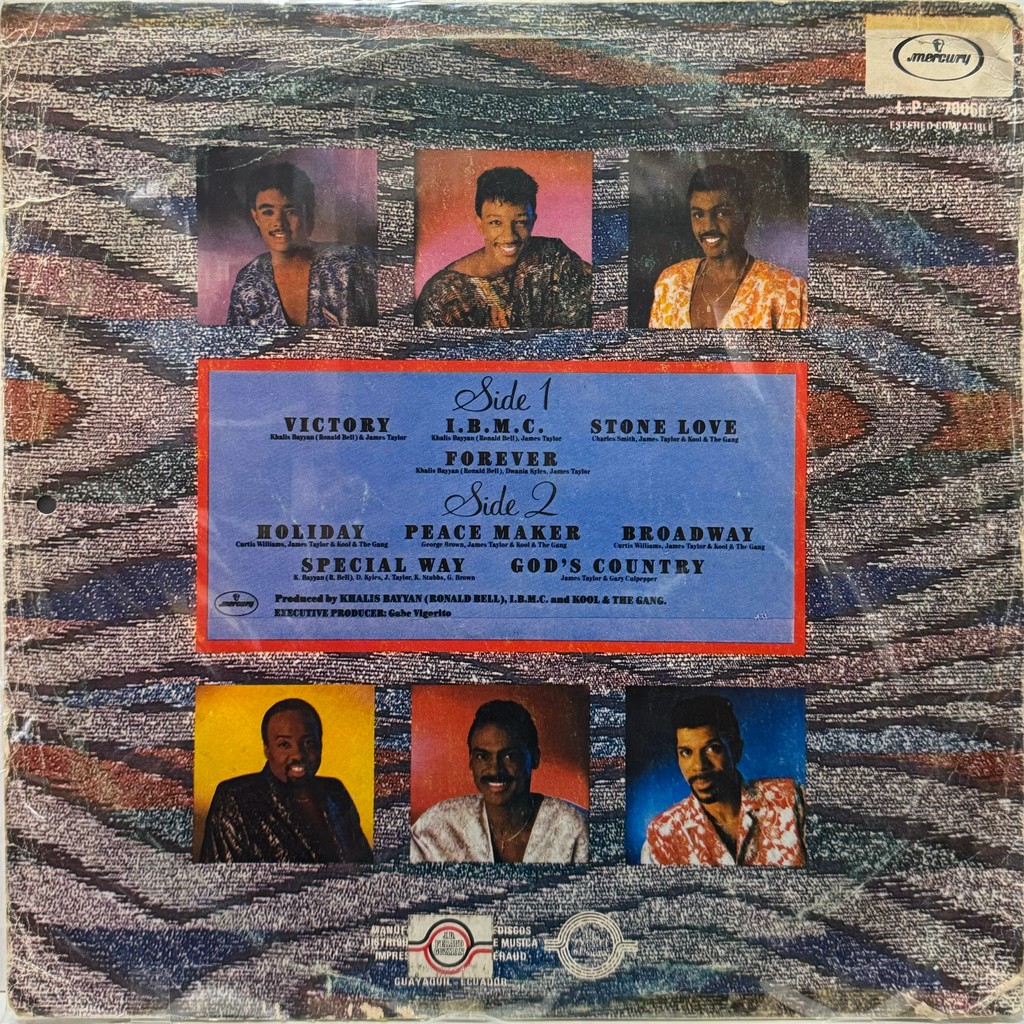 mercury
L.P. - 70060
ESTEREO COMPATIBLE
Side 1
VICTORY I.B.M.C. STONE LOVE
Khalis Bayyan (Ronald Bell) & James Taylor Khalis Bayyan (Ronald Bell), James Taylor Charles Smith, James Taylor & Kool & The Gang
FOREVER
Khalis Bayyan (Ronald Bell), Dwania Kyles, James Taylor
Side 2
HOLIDAY PEACE MAKER BROADWAY
Curtis Williams, James Taylor & Kool & The Gang George Brown, James Taylor & Kool & The Gang Curtis Williams, James Taylor & Kool & The Gang
SPECIAL WAY GOD'S COUNTRY
K. Bayyan (R. Bell), D. Kyles, J. Taylor, K. Stubbs, G. Brown James Taylor & Gary Culpepper
mercury
Produced by KHALIS BAYYAN (RONALD BELL), I.B.M.C. and KOOL & THE GANG.
EXECUTIVE PRODUCER: Gabe Vigorito
DISCOS
E MUSICA
IMPRES
GUAYAQUIL - ECUADOR